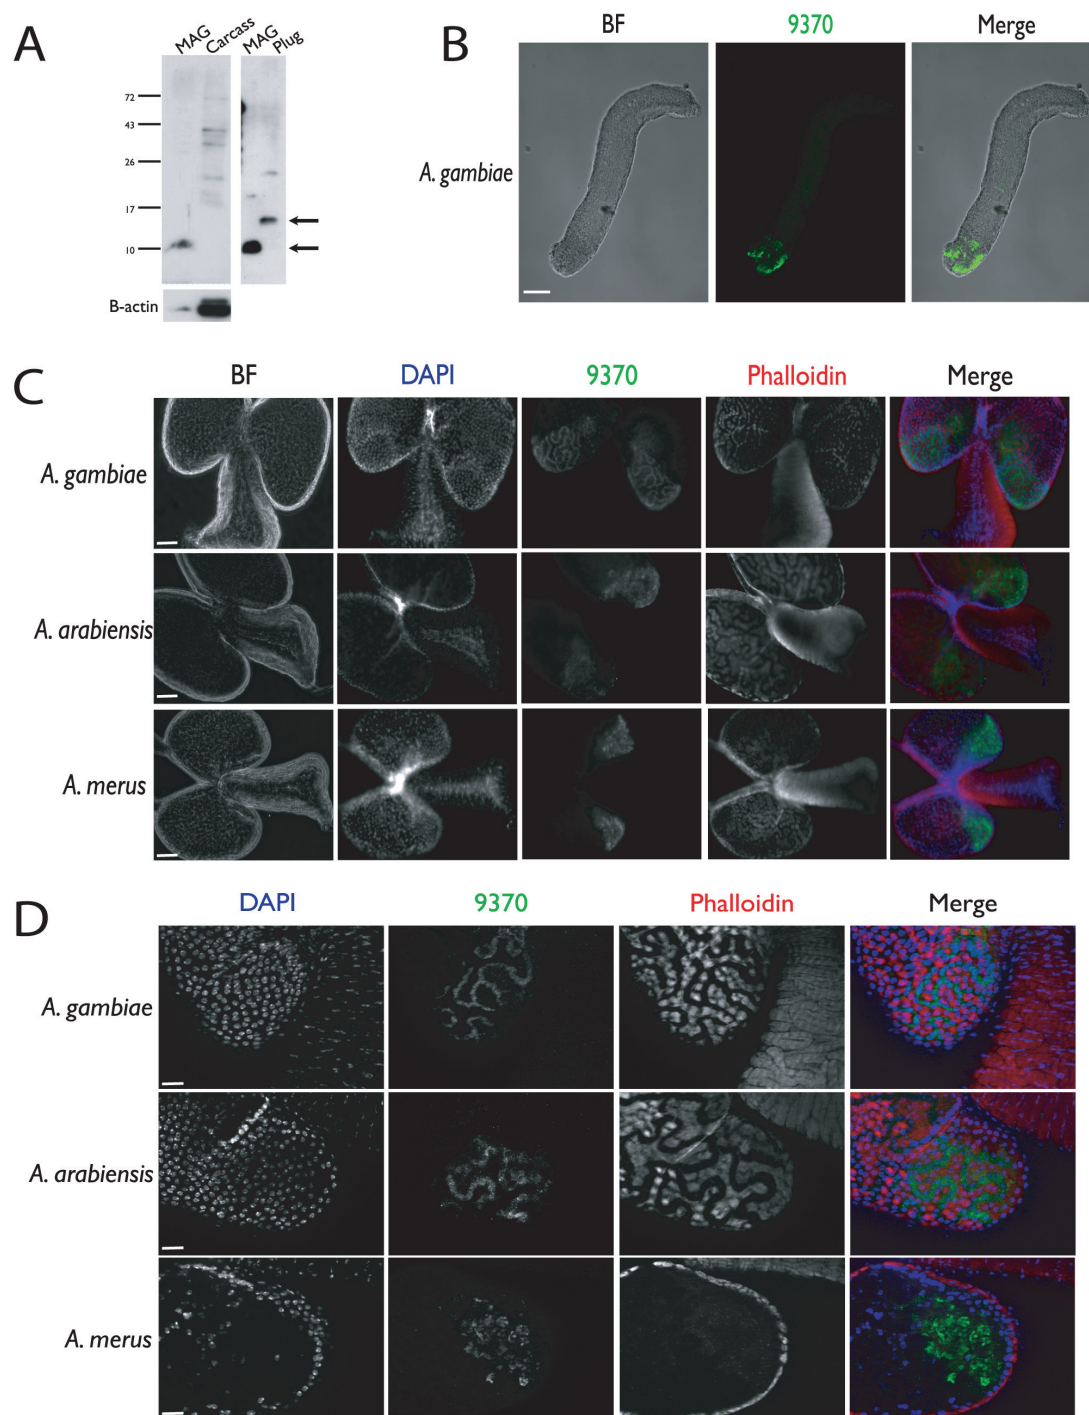 A
MAG Carcass MAG Plug
72
43
26
17
10
B-actin
B
BF 9370 Merge
A. gambiae
C
BF DAPI 9370 Phalloidin Merge
A. gambiae
A. arabiensis
A. merus
D
DAPI 9370 Phalloidin Merge
A. gambiae
A. arabiensis
A. merus